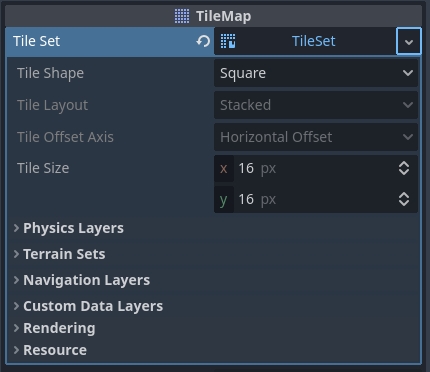 TileMap
Tile Set TileSet
Tile Shape Square
Tile Layout Stacked
Tile Offset Axis Horizontal Offset
Tile Size x 16 px
y 16 px
Physics Layers
Terrain Sets
Navigation Layers
Custom Data Layers
Rendering
Resource